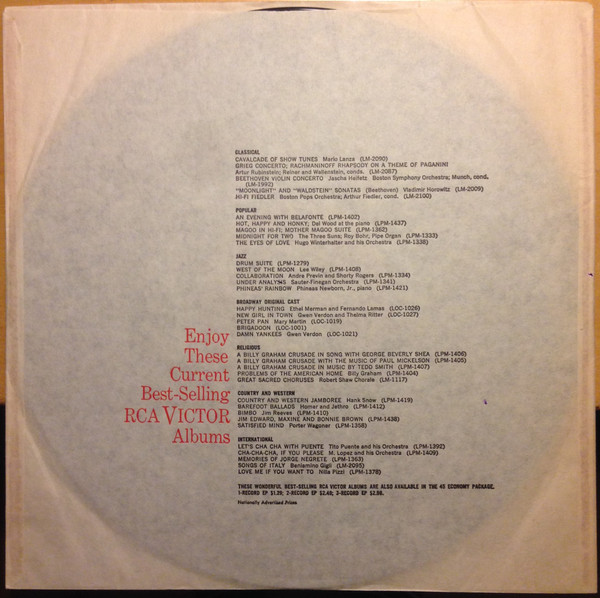 Enjoy
These
Current
Best-Selling
RCA VICTOR
Albums
CLASSICAL
CAVALCADE OF SHOW TUNES Mario Lanza (LM-2090)
GRIEG CONCERTO; RACHMANINOFF RHAPSODY ON A THEME OF PAGANINI
Artur Rubinstein; Reiner and Wallenstein, conds. (LM-2087)
BEETHOVEN VIOLIN CONCERTO Jascha Heifetz Boston Symphony Orchestra; Munch, cond.
(LM-1992)
"MOONLIGHT" AND "WALDSTEIN" SONATAS (Beethoven) Vladimir Horowitz (LM-2009)
HI-FI FIEDLER Boston Pops Orchestra; Arthur Fiedler, cond. (LM-2100)
POPULAR
AN EVENING WITH BELAFONTE (LPM-1402)
HOT, HAPPY AND HONKY; Del Wood at the piano (LPM-1437)
MAGOO IN HI-FI; MOTHER MAGOO SUITE (LPM-1362)
MIDNIGHT FOR TWO The Three Suns; Roy Bohr, Pipe Organ (LPM-1333)
THE EYES OF LOVE Hugo Winterhalter and his Orchestra (LPM-1338)
JAZZ
DRUM SUITE (LPM-1279)
WEST OF THE MOON Lee Wiley (LPM-1408)
COLLABORATION Andre Previn and Shorty Rogers (LPM-1334)
UNDER ANALYSIS Sauter-Finegan Orchestra (LPM-1341)
PHINEAS' RAINBOW Phineas Newborn, Jr., piano (LPM-1421)
BROADWAY ORIGINAL CAST
HAPPY HUNTING Ethel Merman and Fernando Lamas (LOC-1026)
NEW GIRL IN TOWN Gwen Verdon and Thelma Ritter (LOC-1027)
PETER PAN Mary Martin (LOC-1019)
BRIGADOON (LOC-1001)
DAMN YANKEES Gwen Verdon (LOC-1021)
RELIGIOUS
A BILLY GRAHAM CRUSADE IN SONG WITH GEORGE BEVERLY SHEA (LPM-1406)
A BILLY GRAHAM CRUSADE WITH THE MUSIC OF PAUL MICKELSON (LPM-1405)
A BILLY GRAHAM CRUSADE IN MUSIC BY TEDD SMITH (LPM-1407)
PROBLEMS OF THE AMERICAN HOME Billy Graham (LPM-1404)
GREAT SACRED CHORUSES Robert Shaw Chorale (LM-1117)
COUNTRY AND WESTERN
COUNTRY AND WESTERN JAMBOREE Hank Snow (LPM-1419)
BAREFOOT BALLADS Homer and Jethro (LPM-1412)
BIMBO Jim Reeves (LPM-1410)
JIM EDWARD, MAXINE AND BONNIE BROWN (LPM-1438)
SATISFIED MIND Porter Wagoner (LPM-1358)
INTERNATIONAL
LET'S CHA CHA WITH PUENTE Tito Puente and his Orchestra (LPM-1392)
CHA-CHA-CHA, IF YOU PLEASE M. Lopez and his Orchestra (LPM-1409)
MEMORIES OF JORGE NEGRETE (LPM-1363)
SONGS OF ITALY Beniamino Gigli (LM-2095)
LOVE ME IF YOU WANT TO Nilla Pizzi (LPM-1378)
THESE WONDERFUL BEST-SELLING RCA VICTOR ALBUMS ARE ALSO AVAILABLE IN THE 45 ECONOMY PACKAGE.
1-RECORD EP $1.29; 2-RECORD EP $2.49; 3-RECORD EP $3.98.
Nationally Advertised Prices